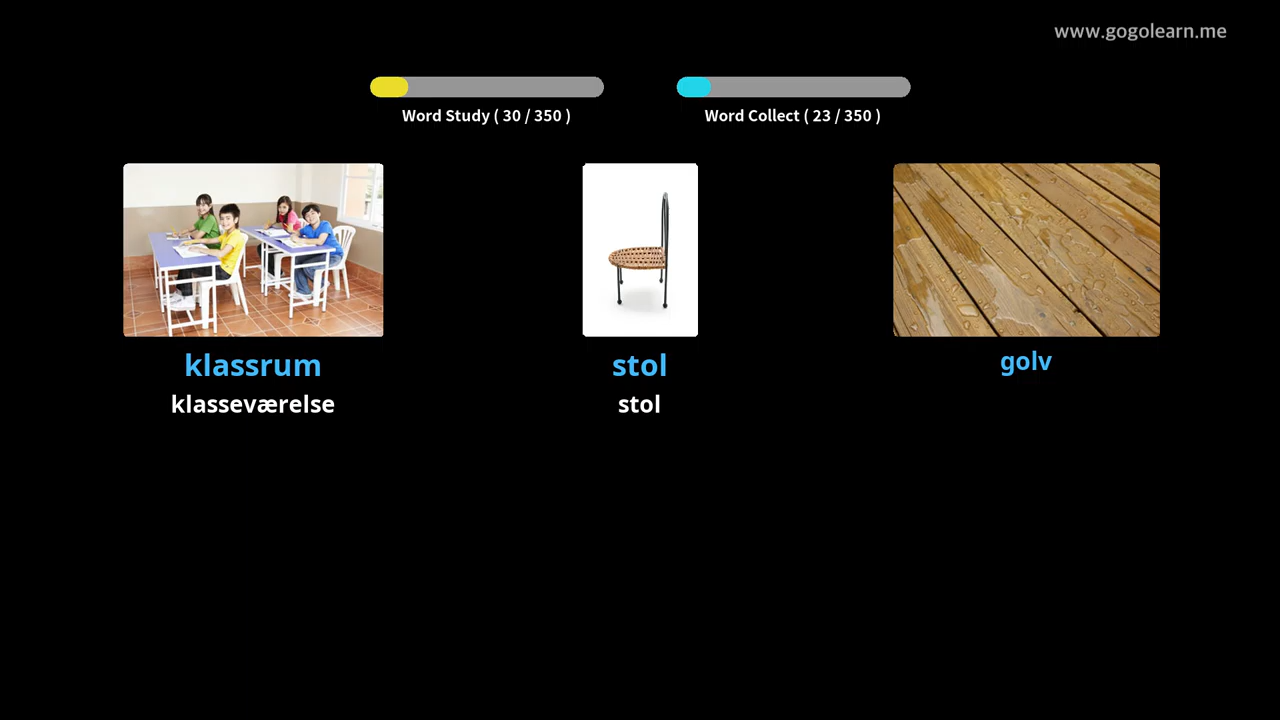 www.gogolearn.me
Word Study ( 30 / 350 )
Word Collect ( 23 / 350 )
klassrum
stol
golv
klasseværelse
stol